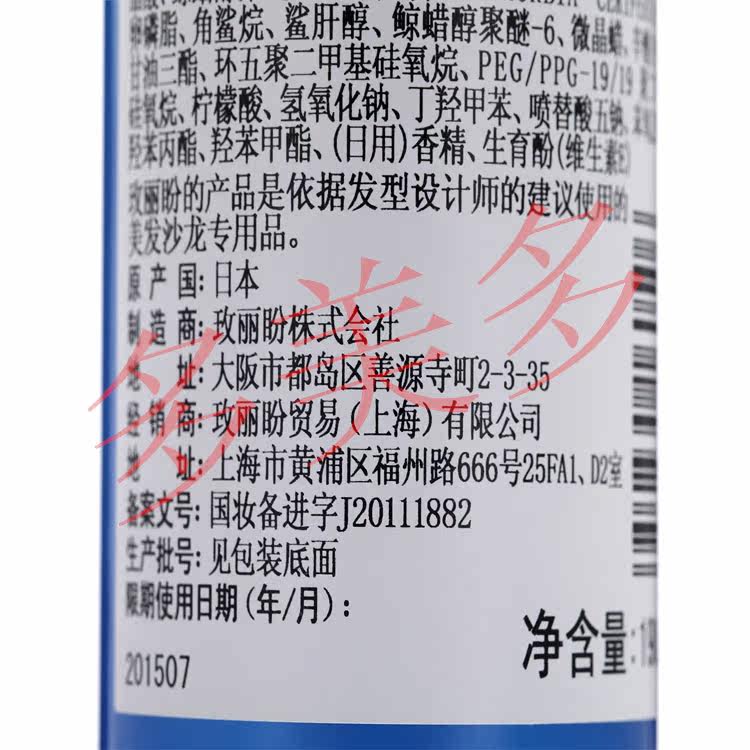 卵磷脂、角鲨烷、鲨肝醇、鲸蜡醇聚醚-6、微晶蜡、
甘油三酯、环五聚二甲基硅氧烷、PEG/PPG-19/19
硅氧烷、柠檬酸、氢氧化钠、丁羟甲苯、喷替酸五钠、
羟苯丙酯、羟苯甲酯、(日用)香精、生育酚(维生素E)
玫丽盼的产品是依据发型设计师的建议使用的
美发沙龙专用品。
原 产 国: 日本
制 造 商: 玫丽盼株式会社
地 址: 大阪市都岛区善源寺町2-3-35
经 销 商: 玫丽盼贸易(上海)有限公司
地 址: 上海市黄浦区福州路666号25FA1、D2室
备案文号: 国妆备进字J20111882
生产批号: 见包装底面
限期使用日期(年/月):
净含量:
201507
多美多